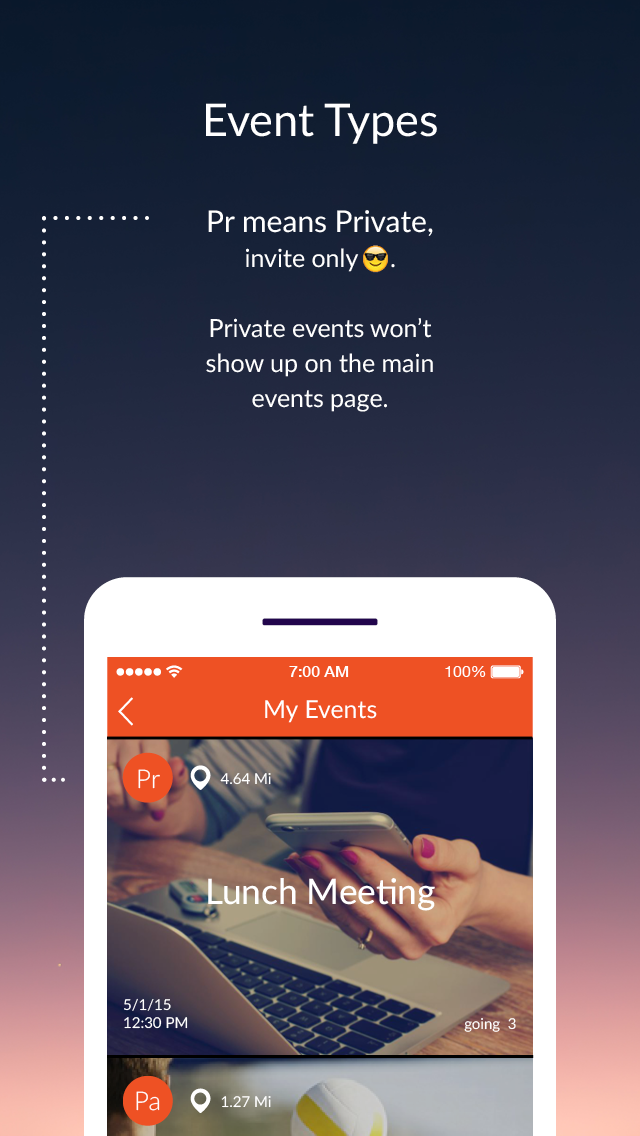 Event Types
Pr means Private,
invite only😎.
Private events won’t
show up on the main
events page.
7:00 AM
100%
My Events
Pr
4.64 Mi
Lunch Meeting
5/1/15
12:30 PM
going 3
Pa
1.27 Mi